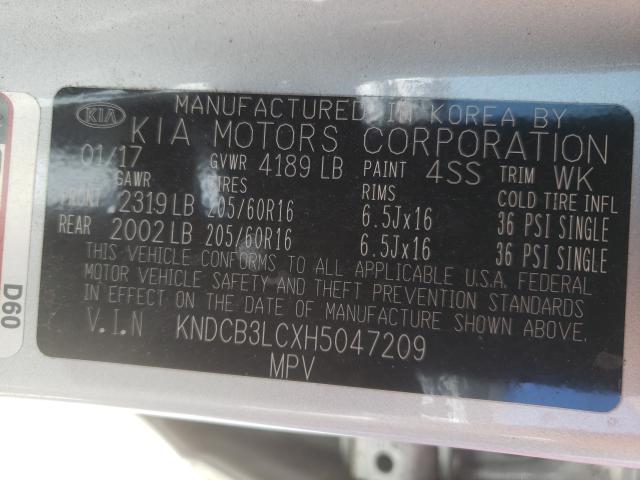 MANUFACTURED IN KOREA BY
KIA KIA MOTORS CORPORATION
01/17 GVWR 4189 LB PAINT 4SS TRIM WK
GAWR TIRES RIMS COLD TIRE INFL
FRONT 2319 LB 205/60R16 6.5Jx16 36 PSI SINGLE
REAR 2002 LB 205/60R16 6.5Jx16 36 PSI SINGLE
THIS VEHICLE CONFORMS TO ALL APPLICABLE U.S.A. FEDERAL
MOTOR VEHICLE SAFETY AND THEFT PREVENTION STANDARDS
IN EFFECT ON THE DATE OF MANUFACTURE SHOWN ABOVE.
V.I.N KNDCB3LCXH5047209
MPV
D60